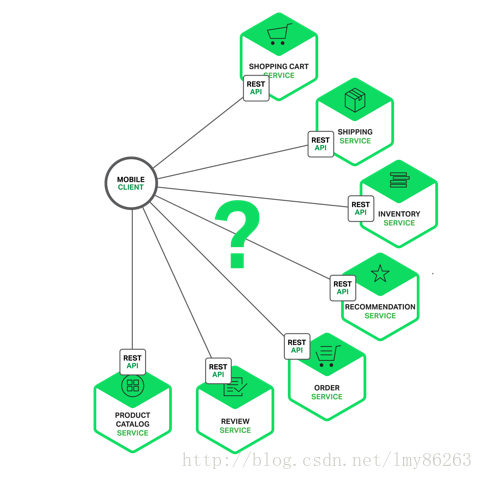 SHOPPING CART
SERVICE
REST
API
SHIPPING
SERVICE
REST
API
MOBILE
CLIENT
REST
API
INVENTORY
SERVICE
?
REST
API
RECOMMENDATION
SERVICE
REST
API
ORDER
SERVICE
REST
API
PRODUCT
CATALOG
SERVICE
REST
API
REVIEW
SERVICE
http://blog.csdn.net/lmy86263